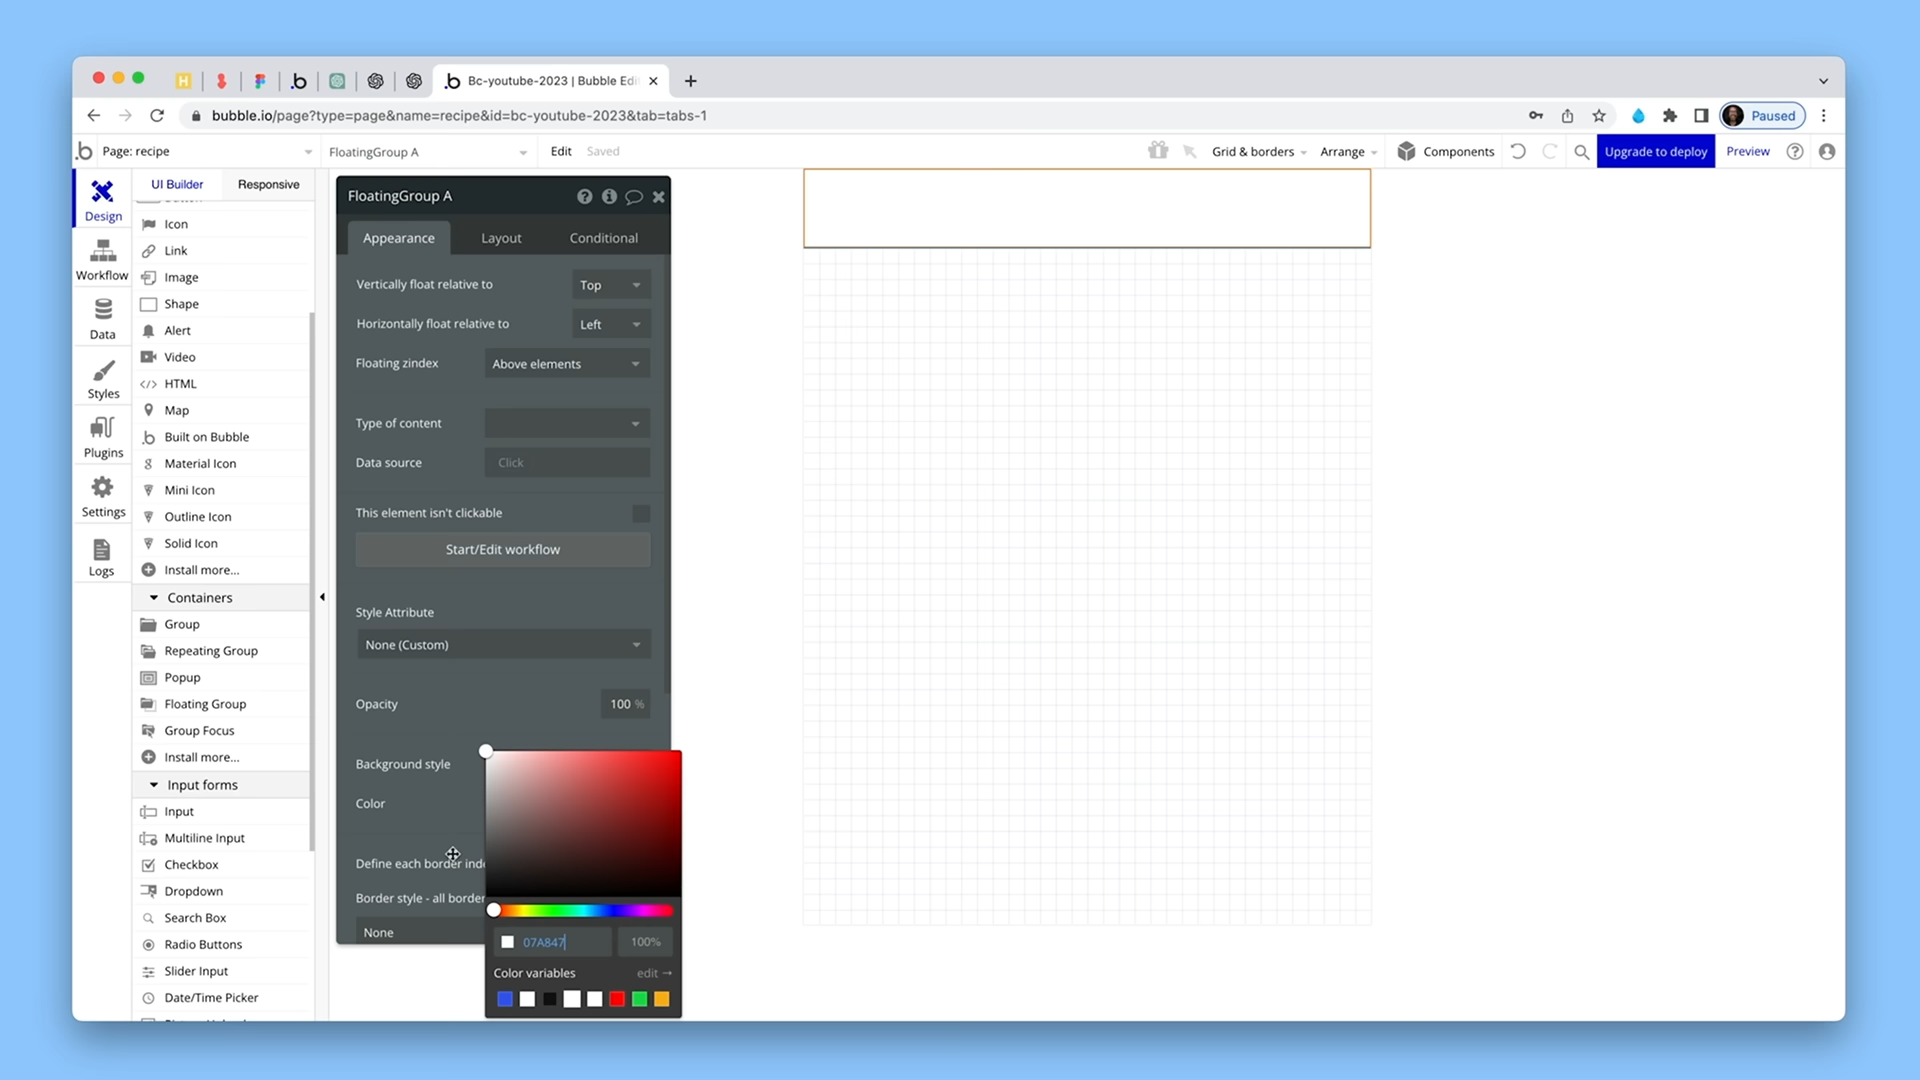 H
Bc-youtube-2023 | Bubble Edi
bubble.io/page?type=page&name=recipe&id=bc-youtube-2023&tab=tabs-1
Paused
Page: recipe
FloatingGroup A
Edit
Saved
Grid & borders
Arrange
Components
Upgrade to deploy
Preview
Design
Workflow
Data
Styles
Plugins
Settings
Logs
UI Builder
Responsive
Icon
Link
Image
Shape
Alert
Video
HTML
Map
Built on Bubble
Material Icon
Mini Icon
Outline Icon
Solid Icon
Install more...
Containers
Group
Repeating Group
Popup
Floating Group
Group Focus
Install more...
Input forms
Input
Multiline Input
Checkbox
Dropdown
Search Box
Radio Buttons
Slider Input
Date/Time Picker
FloatingGroup A
Appearance
Layout
Conditional
Vertically float relative to
Top
Horizontally float relative to
Left
Floating zindex
Above elements
Type of content
Data source
Click
This element isn't clickable
Start/Edit workflow
Style Attribute
None (Custom)
Opacity
100 %
Background style
Color
Define each border inde
Border style - all border
None
07A847
100%
Color variables
edit →